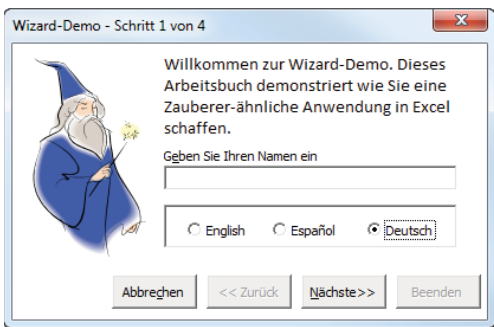 Wizard-Demo - Schritt 1 von 4
Willkommen zur Wizard-Demo. Dieses
Arbeitsbuch demonstriert wie Sie eine
Zauberer-ähnliche Anwendung in Excel
schaffen.
Geben Sie Ihren Namen ein
English Español Deutsch
Abbrechen << Zurück Nächste>> Beenden